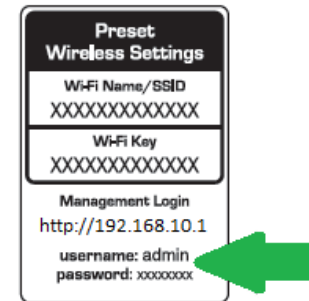 Preset
Wireless Settings
Wi-Fi Name/SSID
XXXXXXXXXXXXX
Wi-Fi Key
XXXXXXXXXXXXX
Management Login
http://192.168.10.1
username: admin
password: xxxxxxxx